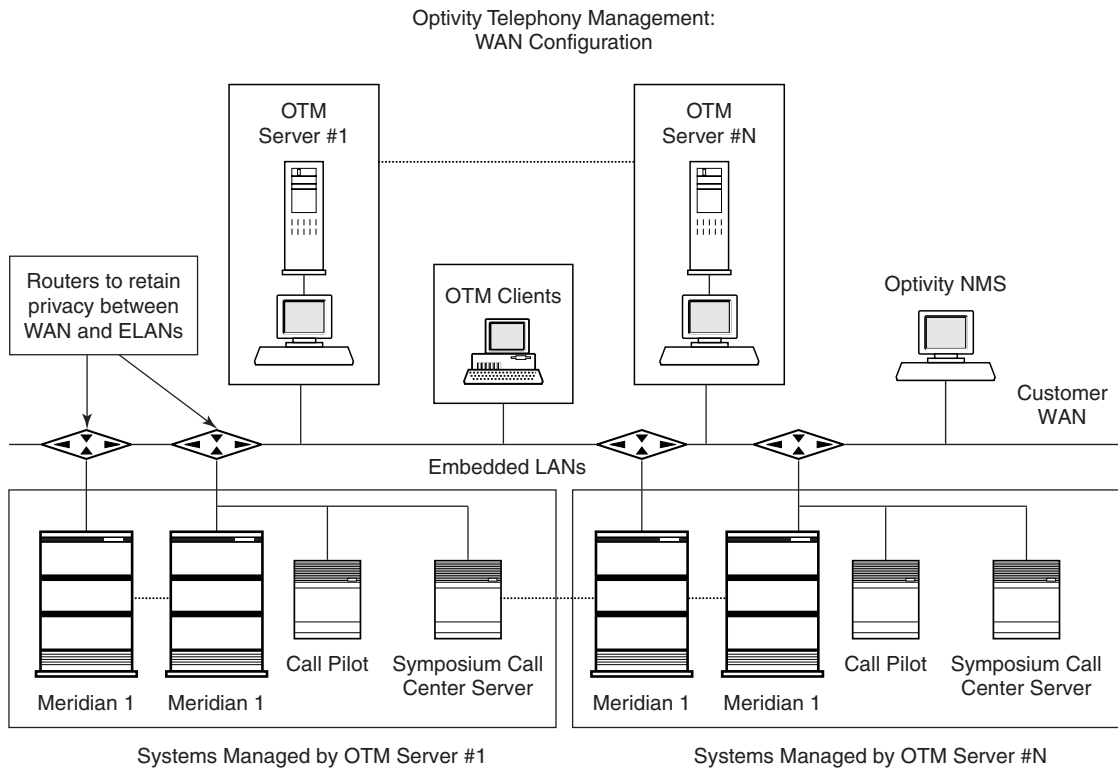 Optivity Telephony Management:
WAN Configuration
OTM
Server #1
OTM
Server #N
Routers to retain
privacy between
WAN and ELANs
OTM Clients
Optivity NMS
Customer
WAN
Embedded LANs
Meridian 1
Meridian 1
Call Pilot
Symposium Call
Center Server
Meridian 1
Meridian 1
Call Pilot
Symposium Call
Center Server
Systems Managed by OTM Server #1
Systems Managed by OTM Server #N